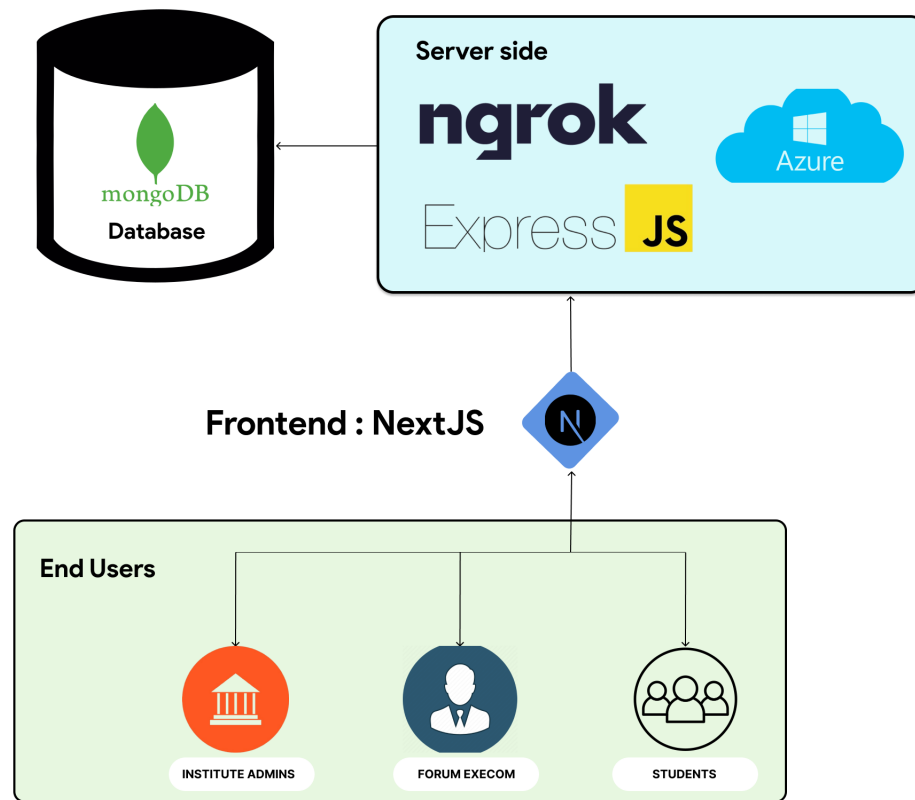 Server side
ngrok
Azure
Express JS
mongoDB
Database
Frontend : NextJS
N
End Users
INSTITUTE ADMINS
FORUM EXECOM
STUDENTS